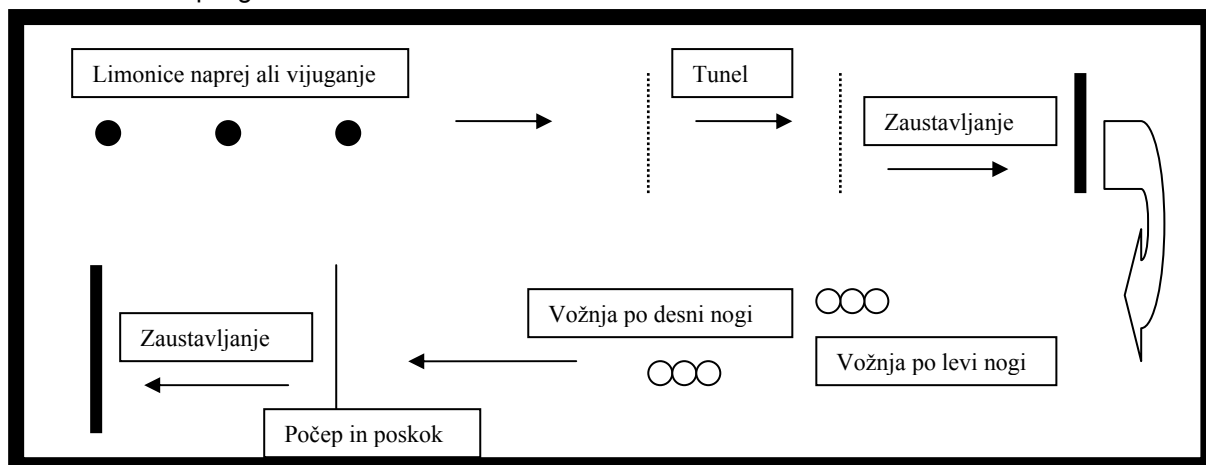 Limonice naprej ali vijuganje
Tunel
Zaustavljanje
Vožnja po desni nogi
Zaustavljanje
Vožnja po levi nogi
Počep in poskok